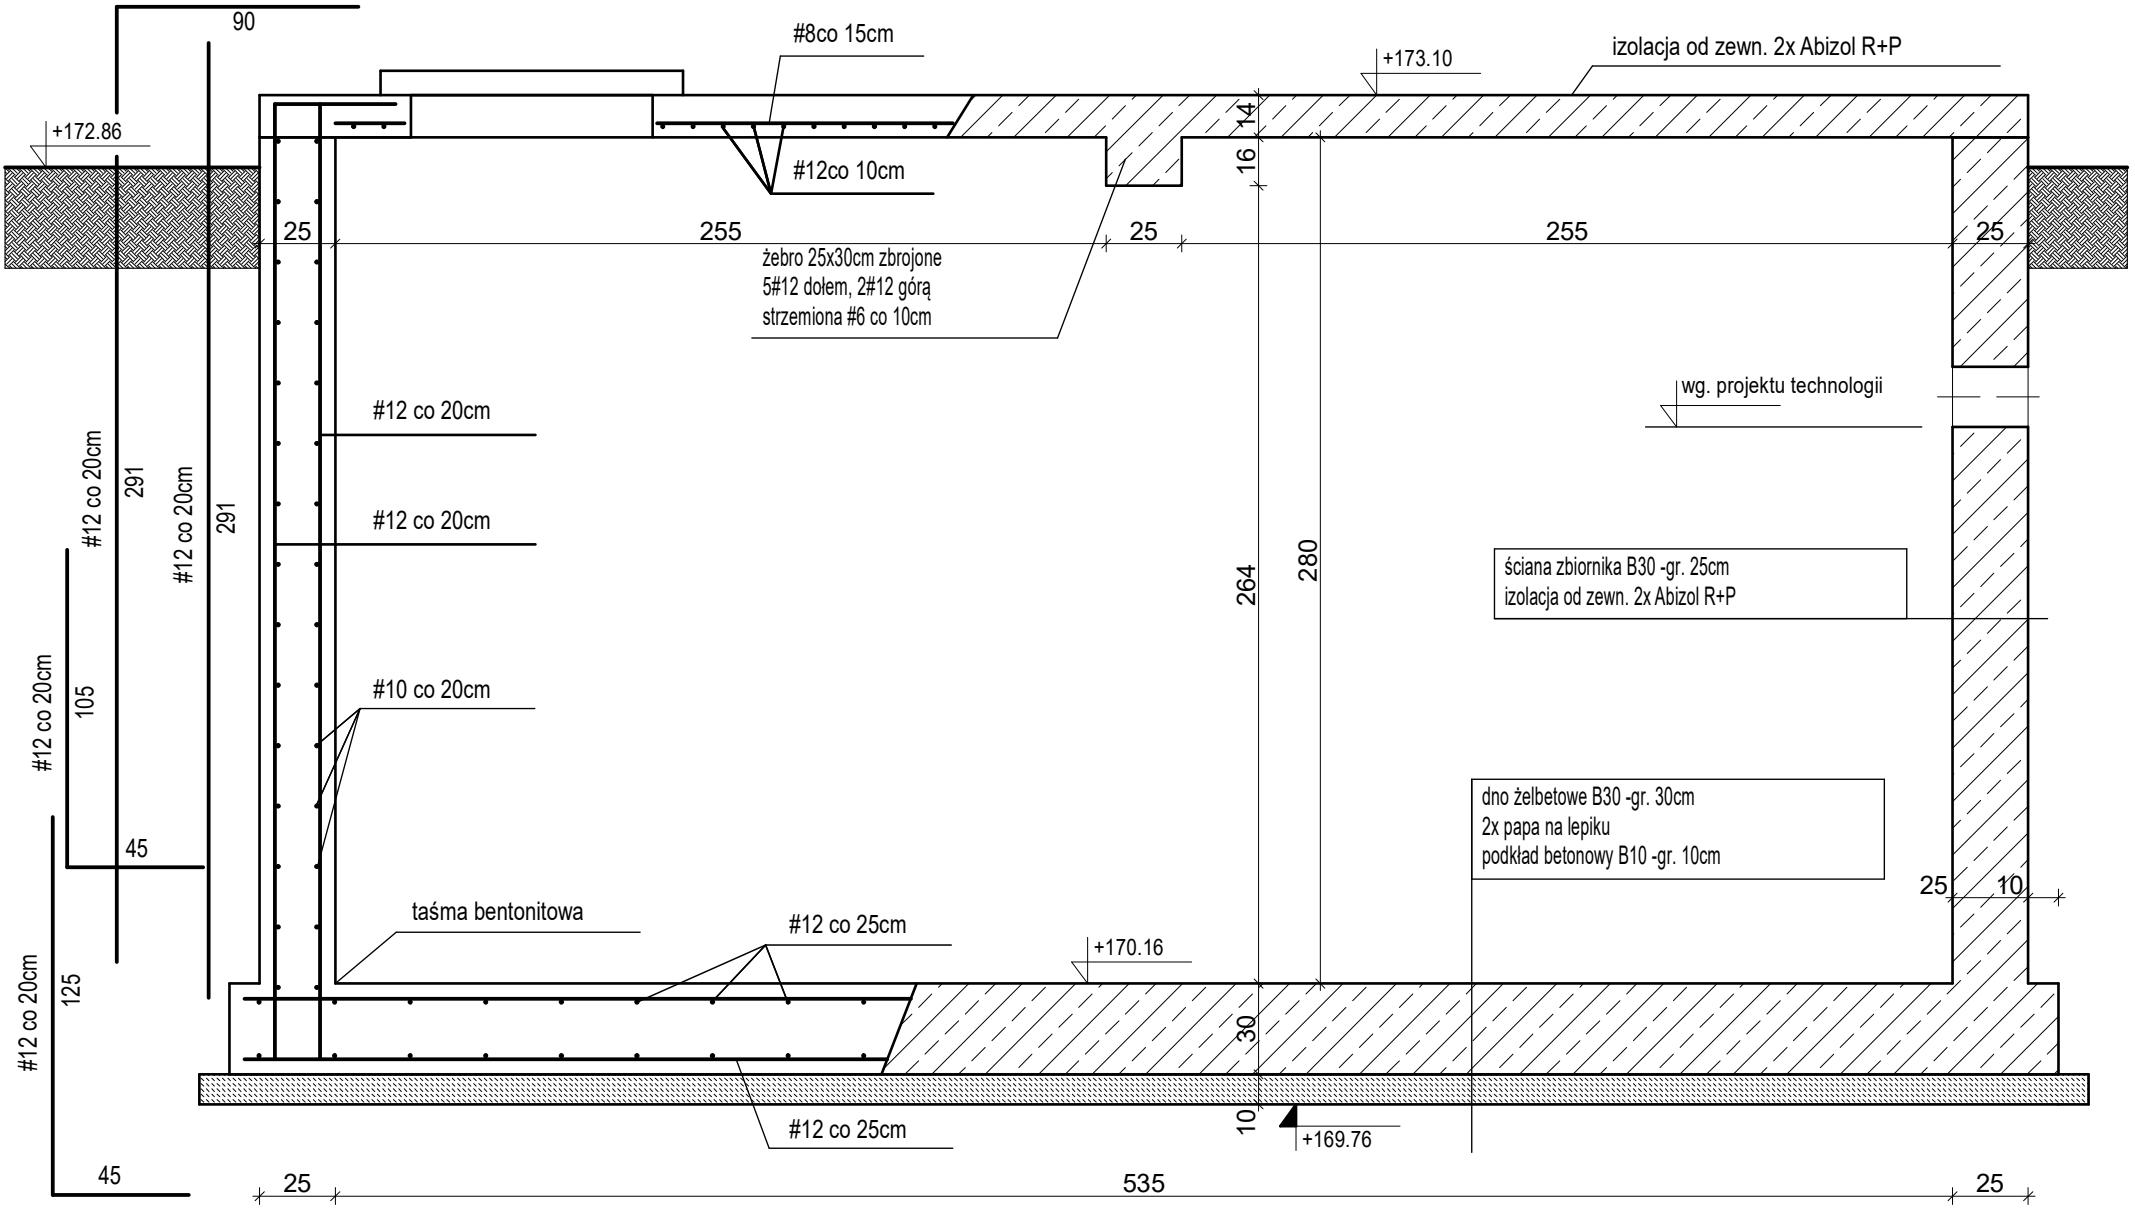 90
#8co 15cm
+173.10
izolacja od zewn. 2x Abizol R+P
+172.86
14
16
#12co 10cm
25
255
25
255
25
żebro 25x30cm zbrojone
5#12 dołem, 2#12 górą
strzemiona #6 co 10cm
wg. projektu technologii
#12 co 20cm
#12 co 20cm
291
#12 co 20cm
291
#12 co 20cm
264
280
ściana zbiornika B30 -gr. 25cm
izolacja od zewn. 2x Abizol R+P
#12 co 20cm
105
#10 co 20cm
dno żelbetowe B30 -gr. 30cm
2x papa na lepiku
podkład betonowy B10 -gr. 10cm
45
25
10
taśma bentonitowa
#12 co 25cm
+170.16
#12 co 20cm
125
30
10
#12 co 25cm
+169.76
45
25
535
25